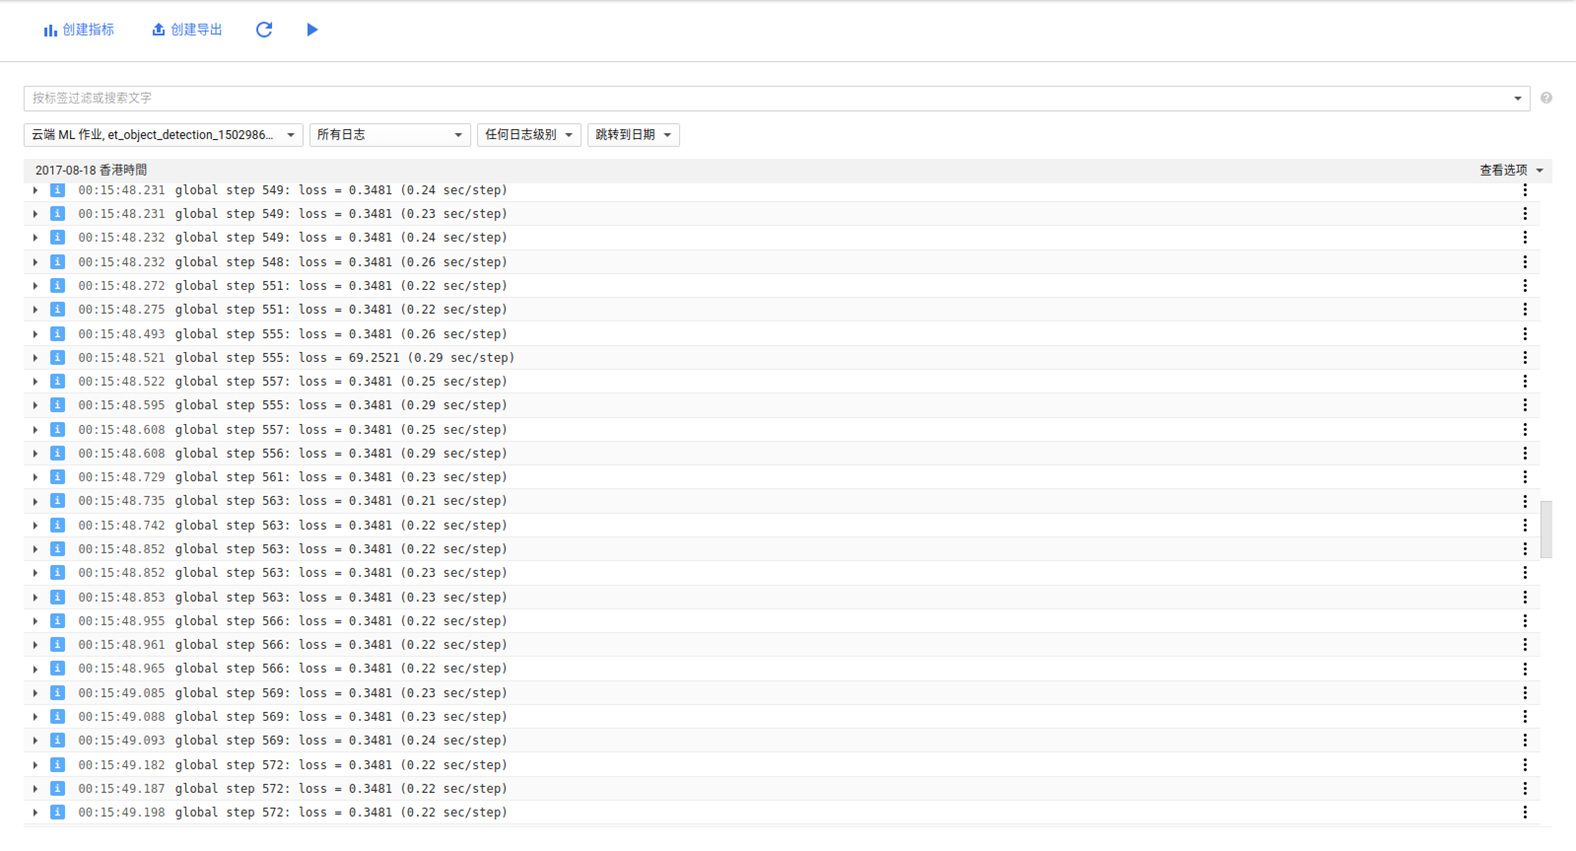 创建指标 创建导出
按标签过滤或搜索文字
云端 ML 作业, et_object_detection_1502986... 所有日志 任何日志级别 跳转到日期
2017-08-18 香港時間 查看选项
00:15:48.231 global step 549: loss = 0.3481 (0.24 sec/step)
00:15:48.231 global step 549: loss = 0.3481 (0.23 sec/step)
00:15:48.232 global step 549: loss = 0.3481 (0.24 sec/step)
00:15:48.232 global step 548: loss = 0.3481 (0.26 sec/step)
00:15:48.272 global step 551: loss = 0.3481 (0.22 sec/step)
00:15:48.275 global step 551: loss = 0.3481 (0.22 sec/step)
00:15:48.493 global step 555: loss = 0.3481 (0.26 sec/step)
00:15:48.521 global step 555: loss = 69.2521 (0.29 sec/step)
00:15:48.522 global step 557: loss = 0.3481 (0.25 sec/step)
00:15:48.595 global step 555: loss = 0.3481 (0.29 sec/step)
00:15:48.608 global step 557: loss = 0.3481 (0.25 sec/step)
00:15:48.608 global step 556: loss = 0.3481 (0.29 sec/step)
00:15:48.729 global step 561: loss = 0.3481 (0.23 sec/step)
00:15:48.735 global step 563: loss = 0.3481 (0.21 sec/step)
00:15:48.742 global step 563: loss = 0.3481 (0.22 sec/step)
00:15:48.852 global step 563: loss = 0.3481 (0.22 sec/step)
00:15:48.852 global step 563: loss = 0.3481 (0.23 sec/step)
00:15:48.853 global step 563: loss = 0.3481 (0.23 sec/step)
00:15:48.955 global step 566: loss = 0.3481 (0.22 sec/step)
00:15:48.961 global step 566: loss = 0.3481 (0.22 sec/step)
00:15:48.965 global step 566: loss = 0.3481 (0.22 sec/step)
00:15:49.085 global step 569: loss = 0.3481 (0.23 sec/step)
00:15:49.088 global step 569: loss = 0.3481 (0.23 sec/step)
00:15:49.093 global step 569: loss = 0.3481 (0.24 sec/step)
00:15:49.182 global step 572: loss = 0.3481 (0.22 sec/step)
00:15:49.187 global step 572: loss = 0.3481 (0.22 sec/step)
00:15:49.198 global step 572: loss = 0.3481 (0.22 sec/step)